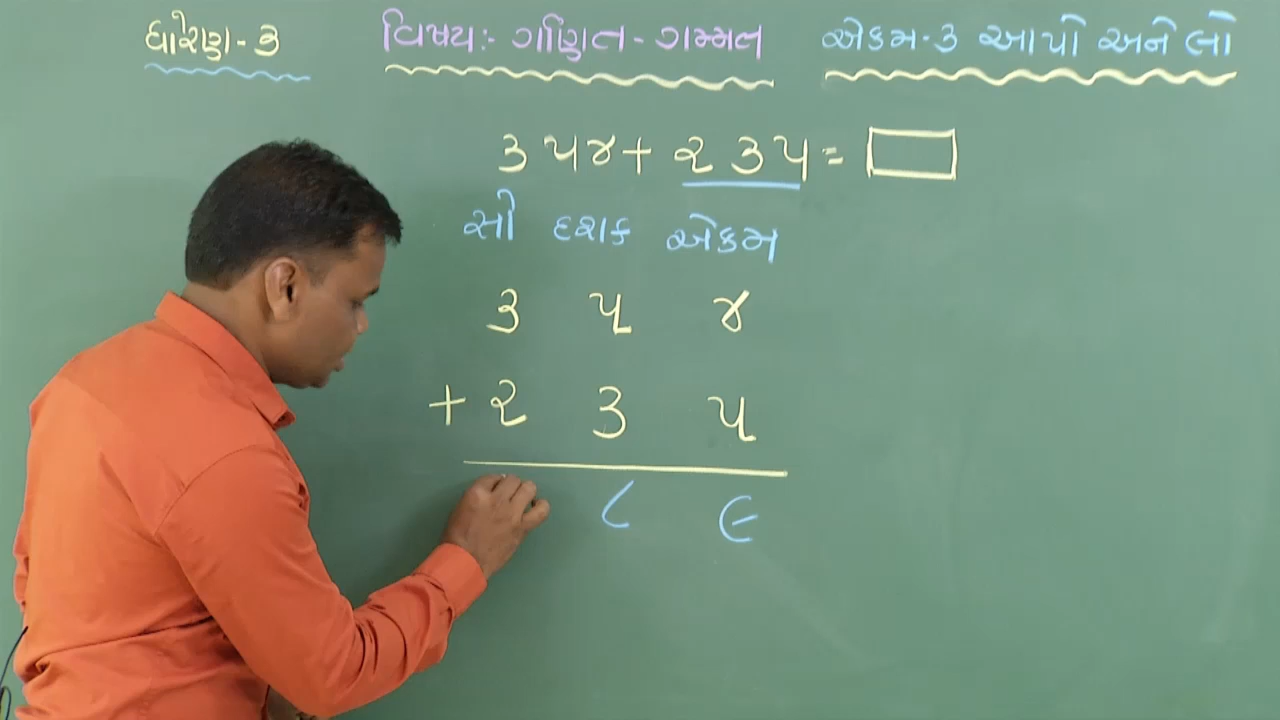 ધોરણ-૩ વિષયઃ- ગણિત-ગમ્મત એકમ-૩ આપો અને લો
૩૫૪+ ૨૩૫=
સો દશક એકમ
૩ ૫ ૪
+ ૨ ૩ ૫
૮ ૯